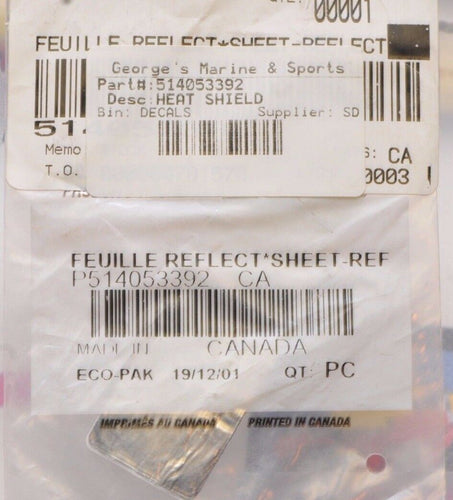 00001
FEUILLE REFLECT*SHEET-REFLECT
George's Marine & Sports
Part#:514053392
Desc:HEAT SHIELD
Bin: DECALS Supplier: SD
514
Memo CA
T.O. 0003
FEUILLE REFLECT*SHEET-REF
P514053392 CA
MADE IN CANADA
ECO-PAK 19/12/01 QT: PC
IMPRIMÉS AU CANADA PRINTED IN CANADA